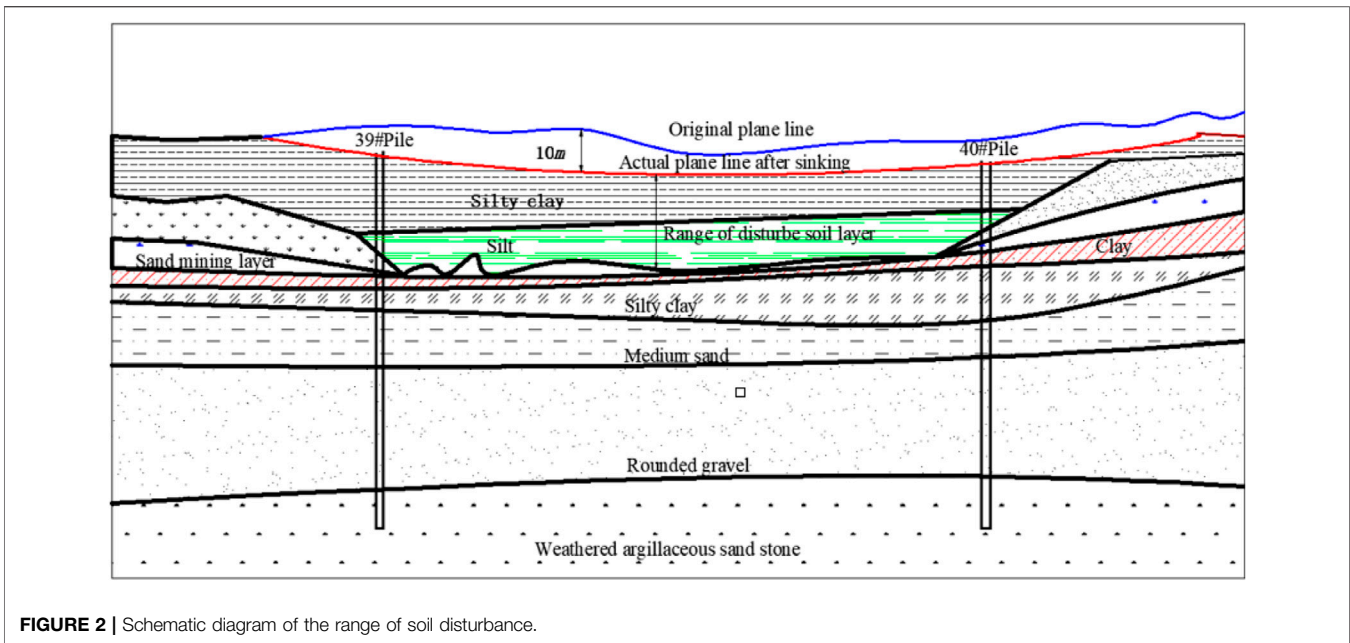 Original plane line
39#Pile
10m
40#Pile
Actual plane line after sinking
Silty clay
Range of disturbe soil layer
Silt
Clay
Sand mining layer
Silty clay
Medium sand
Rounded gravel
Weathered argillaceous sand stone
FIGURE 2 | Schematic diagram of the range of soil disturbance.